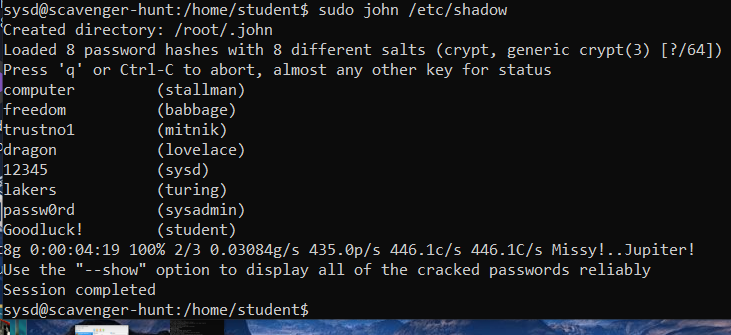 sysd@scavenger-hunt:/home/student$ sudo john /etc/shadow
Created directory: /root/.john
Loaded 8 password hashes with 8 different salts (crypt, generic crypt(3) [?/64])
Press 'q' or Ctrl-C to abort, almost any other key for status
computer         (stallman)
freedom          (babbage)
trustno1         (mitnik)
dragon           (lovelace)
12345            (sysd)
lakers           (turing)
passw0rd         (sysadmin)
Goodluck!        (student)
8g 0:00:04:19 100% 2/3 0.03084g/s 435.0p/s 446.1c/s 446.1C/s Missy!..Jupiter!
Use the "--show" option to display all of the cracked passwords reliably
Session completed
sysd@scavenger-hunt:/home/student$